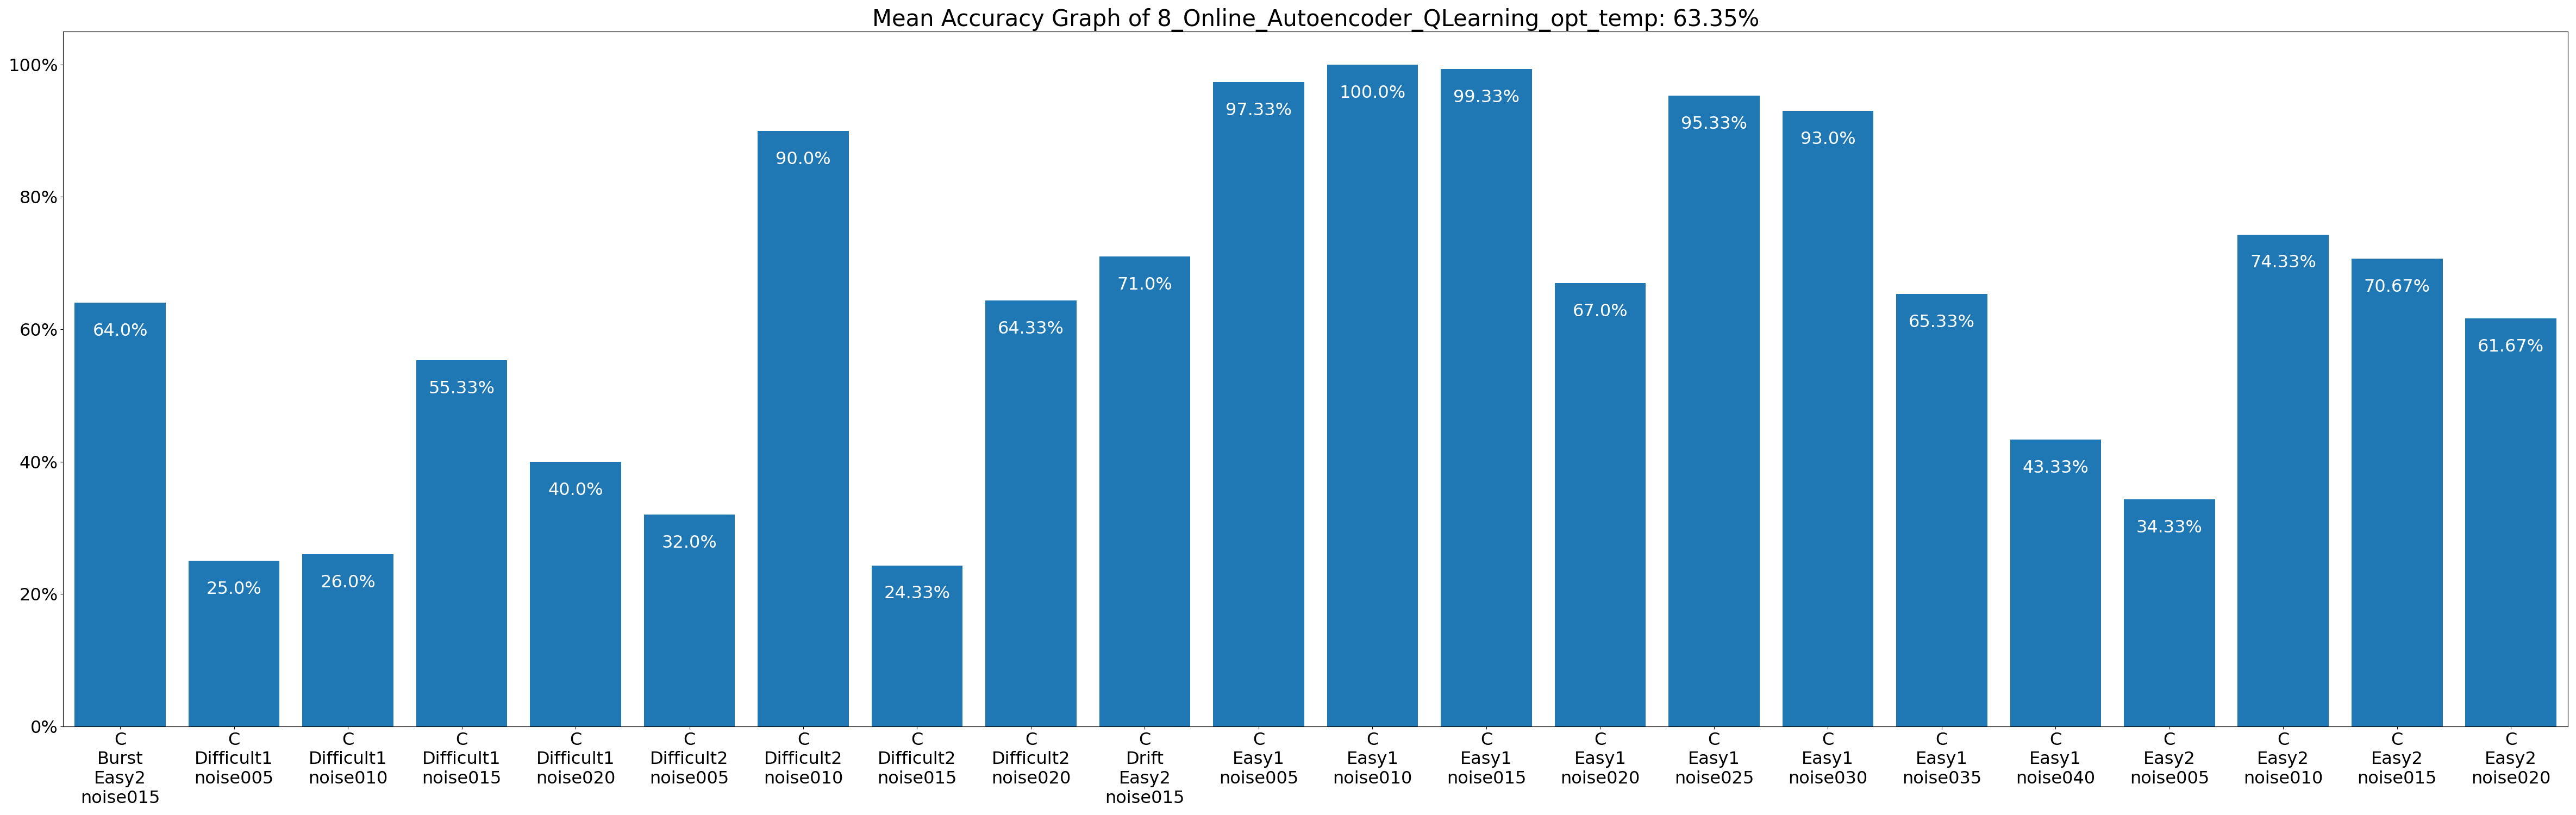 Mean Accuracy Graph of 8_Online_Autoencoder_QLearning_opt_temp: 63.35%
100%
80%
60%
40%
20%
0%
64.0%
25.0%
26.0%
55.33%
40.0%
32.0%
90.0%
24.33%
64.33%
71.0%
97.33%
100.0%
99.33%
67.0%
95.33%
93.0%
65.33%
43.33%
34.33%
74.33%
70.67%
61.67%
C
Burst
Easy2
noise015
C
Difficult1
noise005
C
Difficult1
noise010
C
Difficult1
noise015
C
Difficult1
noise020
C
Difficult2
noise005
C
Difficult2
noise010
C
Difficult2
noise015
C
Difficult2
noise020
C
Drift
Easy2
noise015
C
Easy1
noise005
C
Easy1
noise010
C
Easy1
noise015
C
Easy1
noise020
C
Easy1
noise025
C
Easy1
noise030
C
Easy1
noise035
C
Easy1
noise040
C
Easy2
noise005
C
Easy2
noise010
C
Easy2
noise015
C
Easy2
noise020